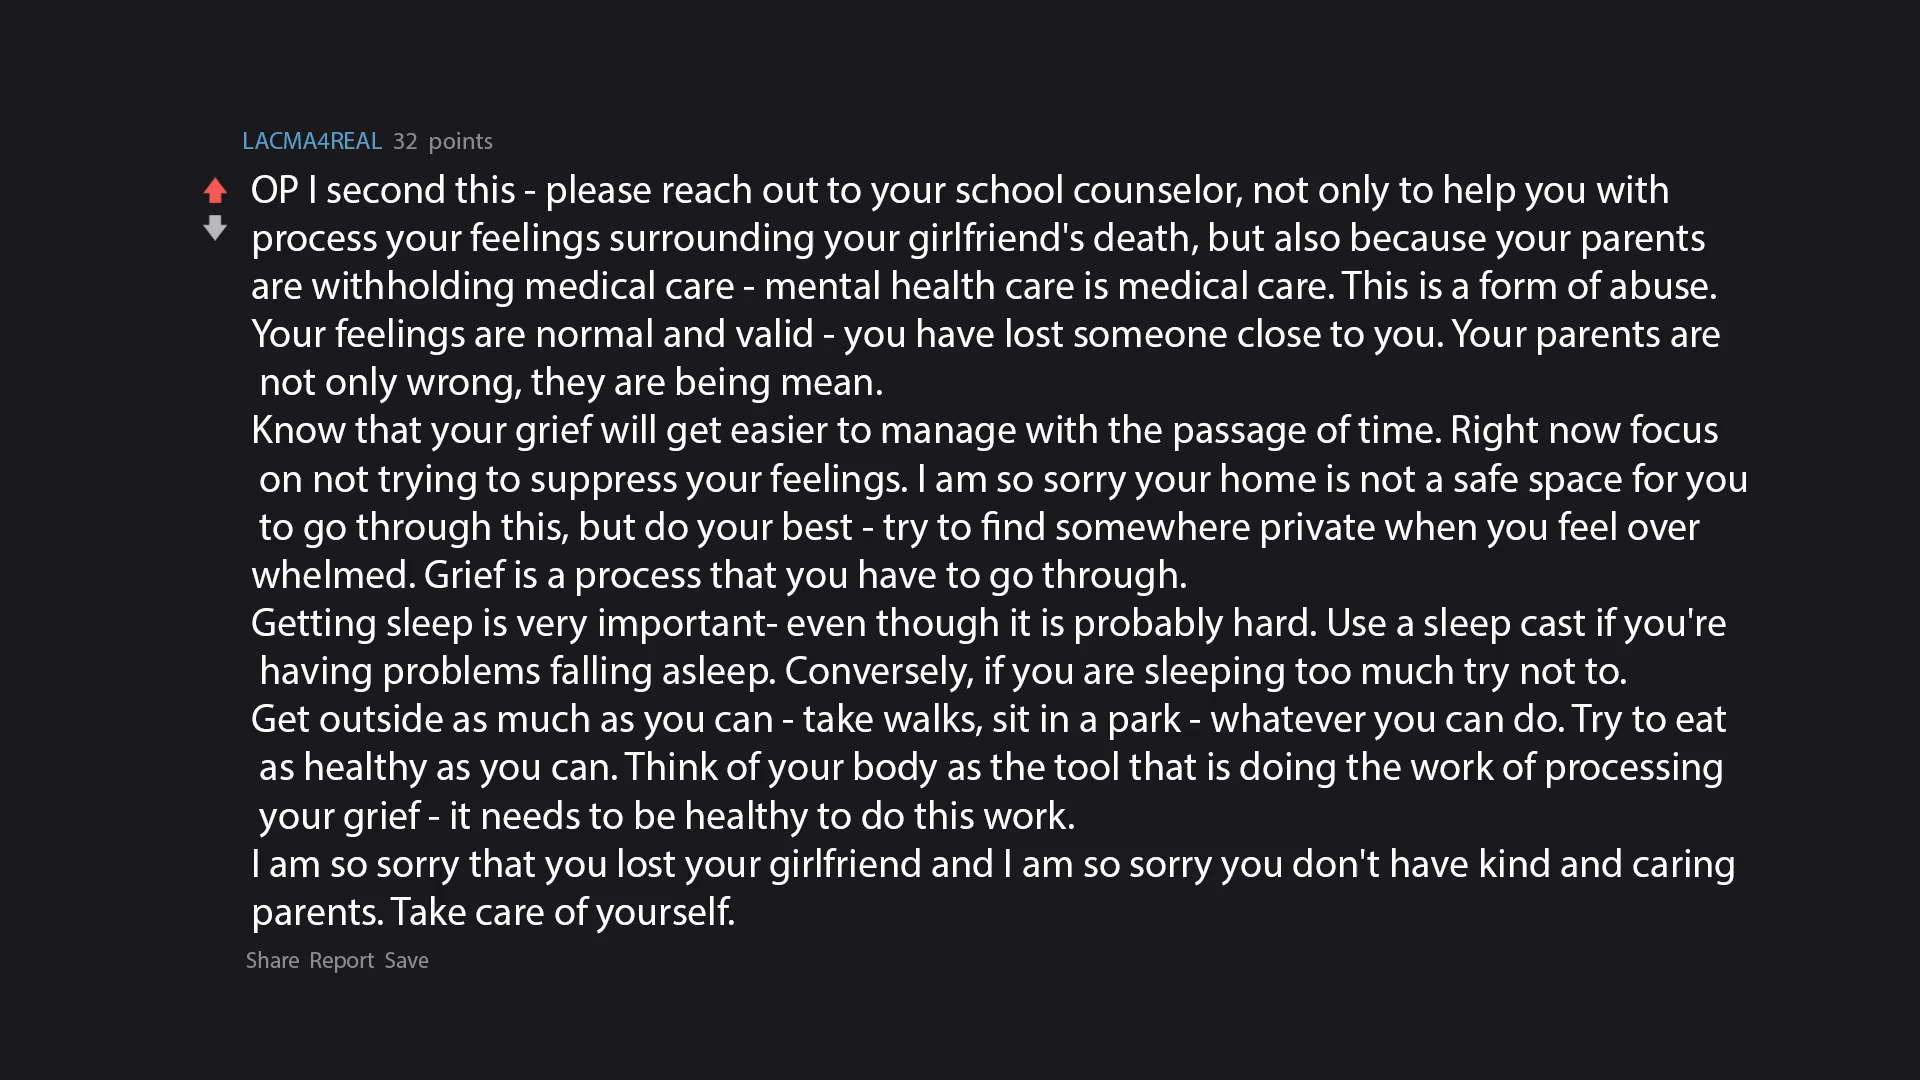 LACMA4REAL 32 points
OP I second this - please reach out to your school counselor, not only to help you with
process your feelings surrounding your girlfriend's death, but also because your parents
are withholding medical care - mental health care is medical care. This is a form of abuse.
Your feelings are normal and valid - you have lost someone close to you. Your parents are
not only wrong, they are being mean.
Know that your grief will get easier to manage with the passage of time. Right now focus
on not trying to suppress your feelings. I am so sorry your home is not a safe space for you
to go through this, but do your best - try to find somewhere private when you feel over
whelmed. Grief is a process that you have to go through.
Getting sleep is very important- even though it is probably hard. Use a sleep cast if you're
having problems falling asleep. Conversely, if you are sleeping too much try not to.
Get outside as much as you can - take walks, sit in a park - whatever you can do. Try to eat
as healthy as you can. Think of your body as the tool that is doing the work of processing
your grief - it needs to be healthy to do this work.
I am so sorry that you lost your girlfriend and I am so sorry you don't have kind and caring
parents. Take care of yourself.
Share Report Save